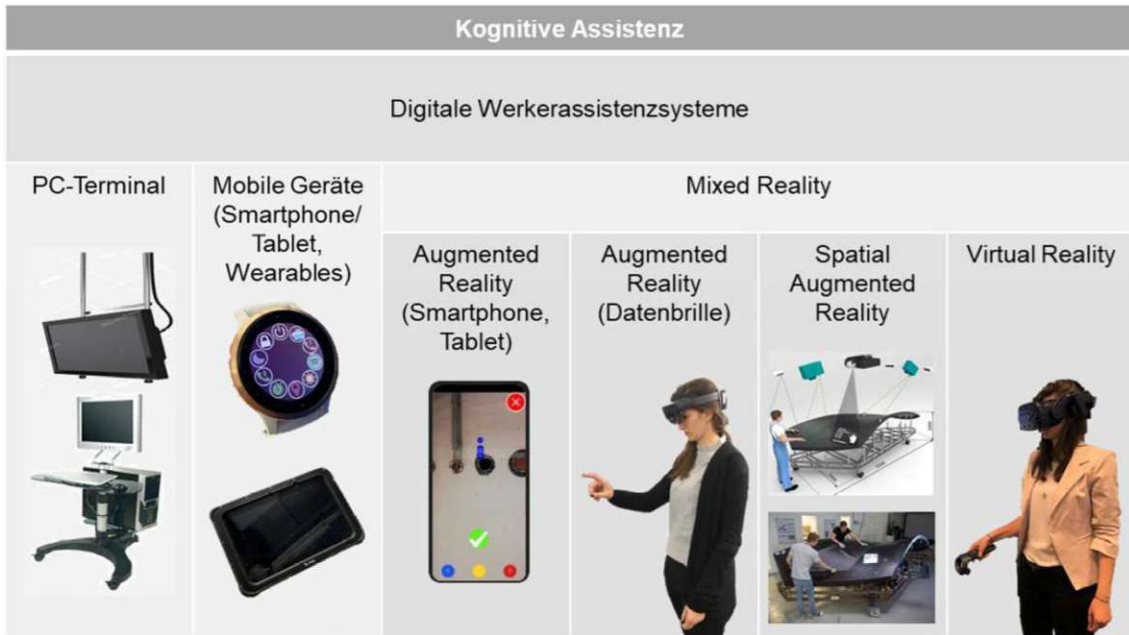 Kognitive Assistenz
Digitale Werkerassistenzsysteme
PC-Terminal
Mobile Geräte
(Smartphone/
Tablet,
Wearables)
Mixed Reality
Augmented
Reality
(Smartphone,
Tablet)
Augmented
Reality
(Datenbrille)
Spatial
Augmented
Reality
Virtual Reality